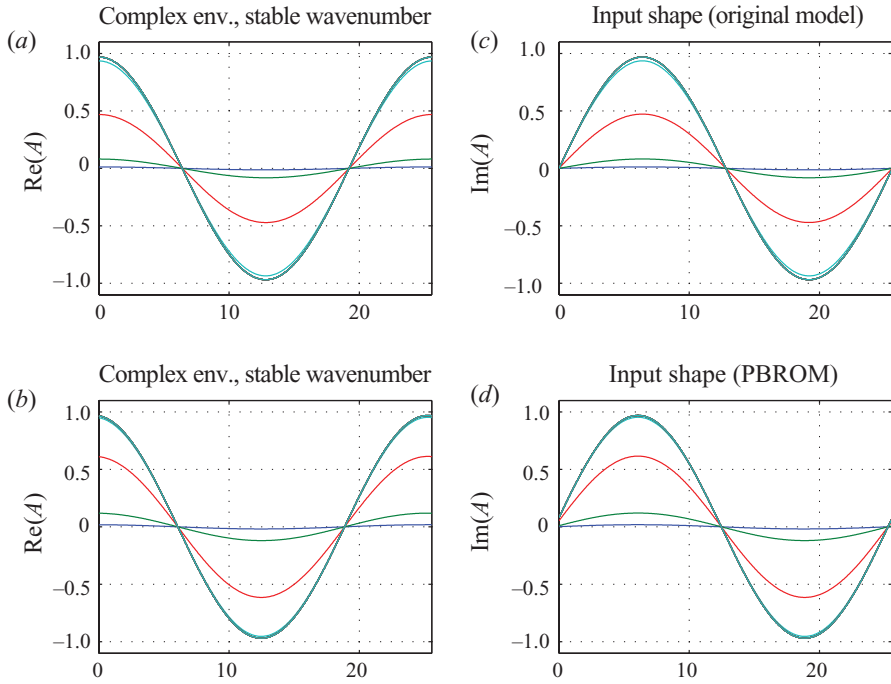 Complex env., stable wavenumber
(a)
1.0
0.5
0
–0.5
–1.0
Re(A)
0 10 20
Input shape (original model)
(c)
1.0
0.5
0
–0.5
–1.0
Im(A)
0 10 20
Complex env., stable wavenumber
(b)
1.0
0.5
0
–0.5
–1.0
Re(A)
0 10 20
Input shape (PBROM)
(d)
1.0
0.5
0
–0.5
–1.0
Im(A)
0 10 20